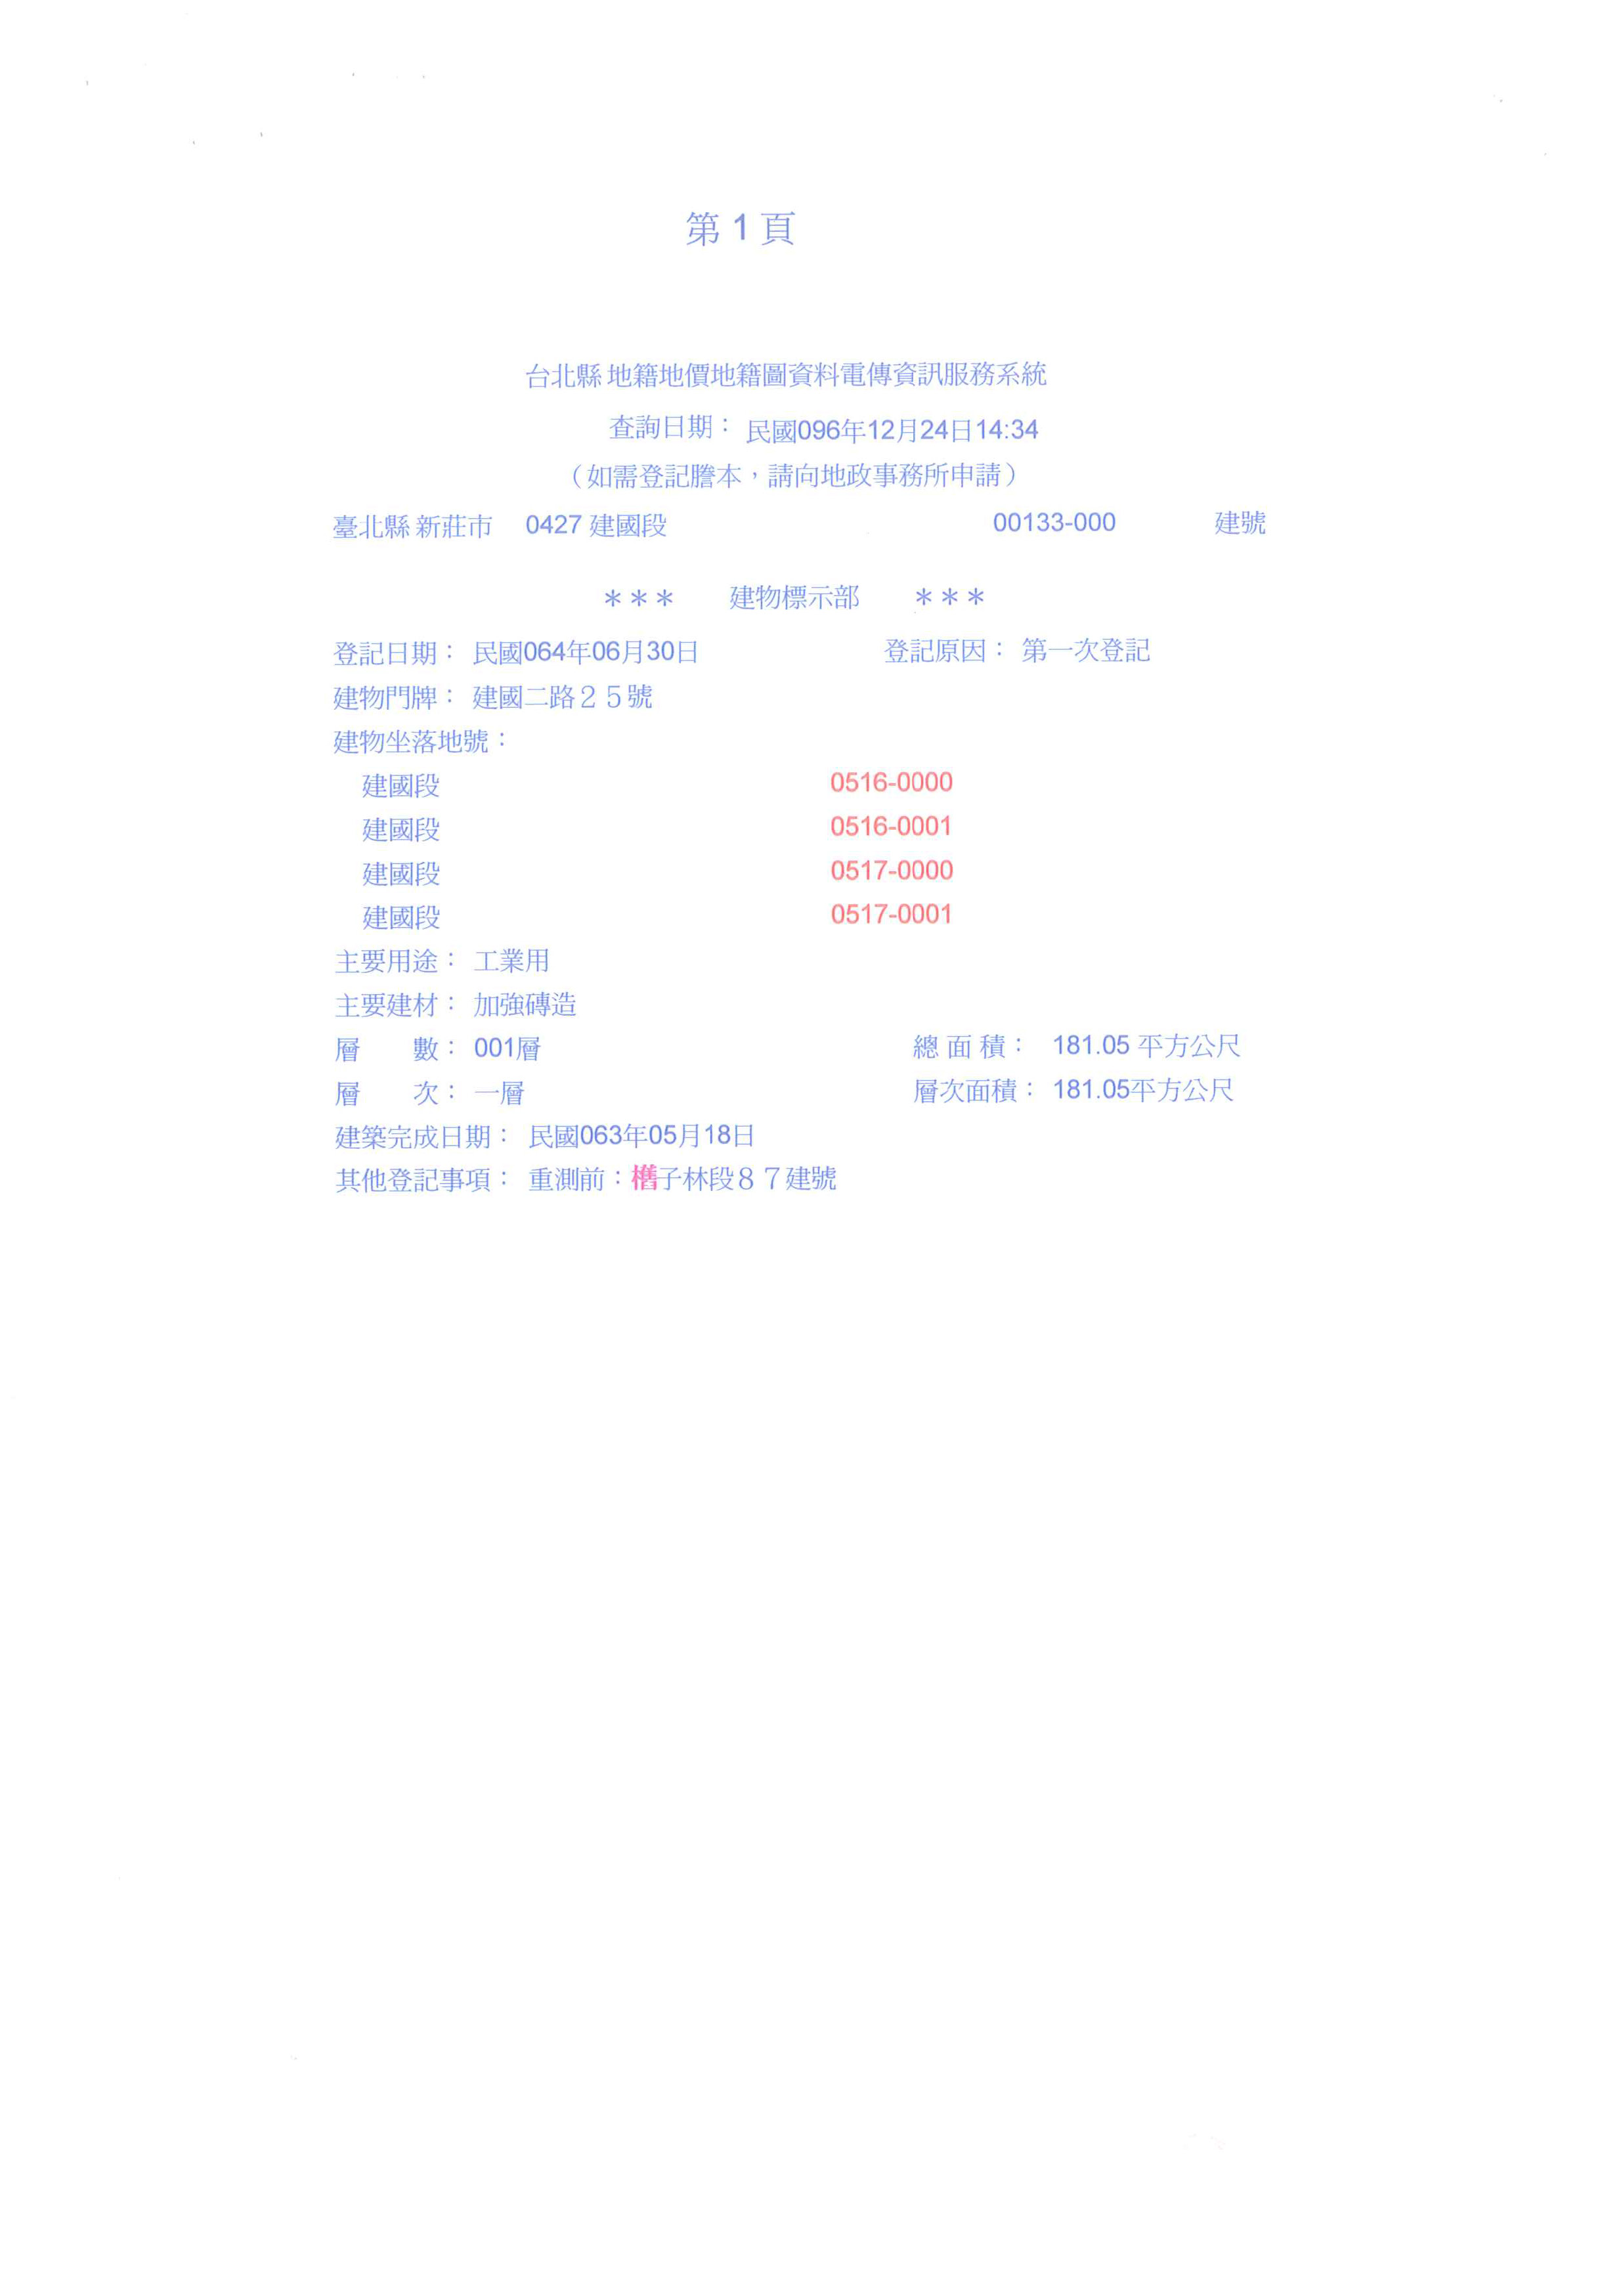 第1頁
台北縣 地籍地價地籍圖資料電傳資訊服務系統
查詢日期： 民國096年12月24日14:34
（如需登記謄本，請向地政事務所申請）
臺北縣 新莊市 0427 建國段 00133-000 建號
＊＊＊ 建物標示部 ＊＊＊
登記日期： 民國064年06月30日 登記原因： 第一次登記
建物門牌： 建國二路２５號
建物坐落地號：
建國段 0516-0000
建國段 0516-0001
建國段 0517-0000
建國段 0517-0001
主要用途： 工業用
主要建材： 加強磚造
層 數： 001層 總 面 積： 181.05 平方公尺
層 次： 一層 層次面積： 181.05平方公尺
建築完成日期： 民國063年05月18日
其他登記事項： 重測前：櫓子林段８７建號